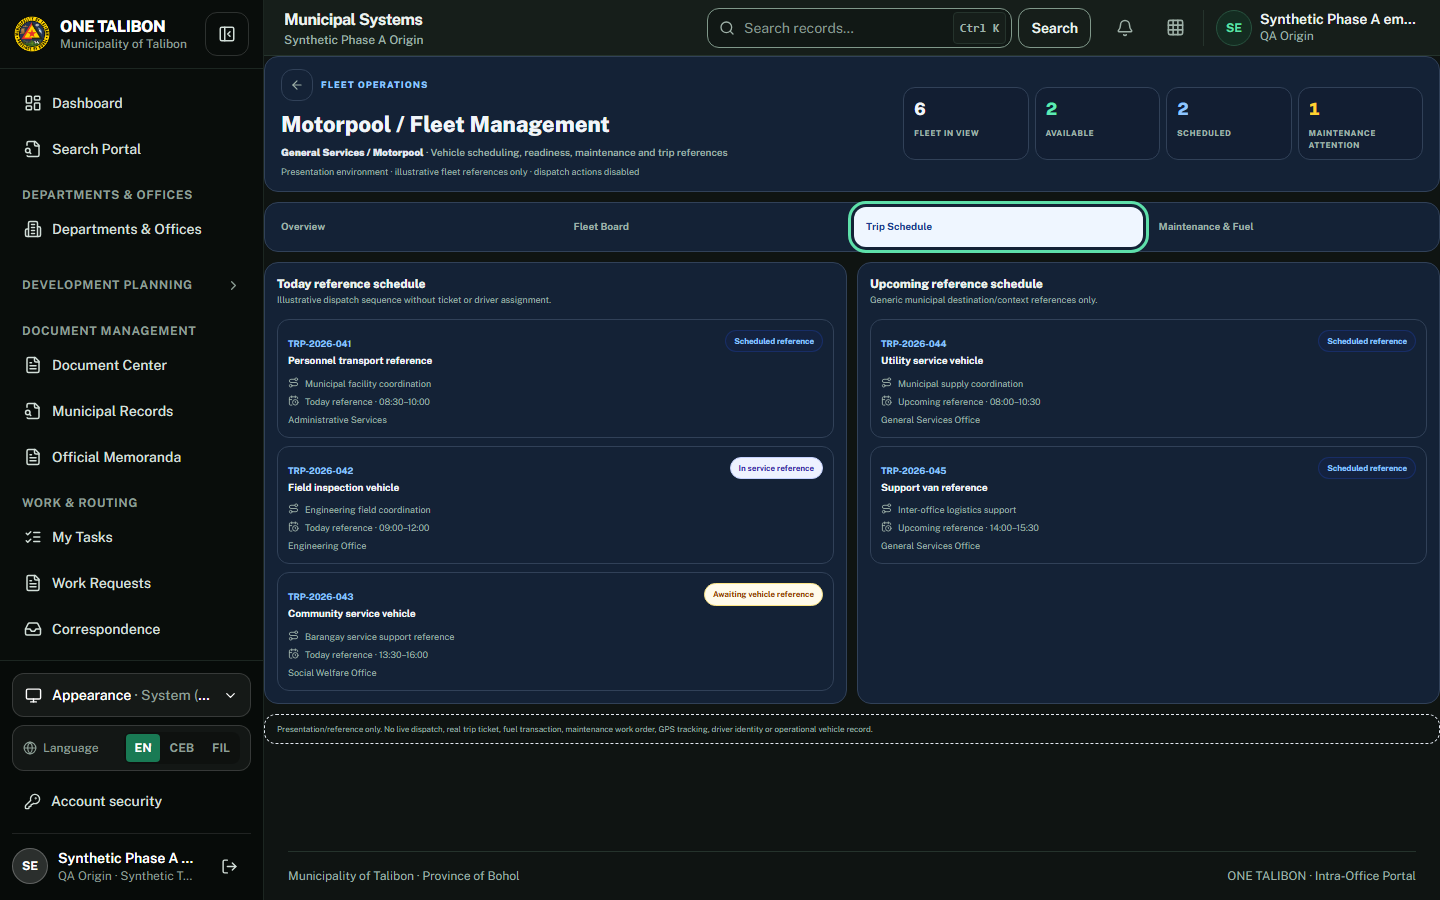 ONE TALIBON
Municipality of Talibon
Dashboard
Search Portal
DEPARTMENTS & OFFICES
Departments & Offices
DEVELOPMENT PLANNING
DOCUMENT MANAGEMENT
Document Center
Municipal Records
Official Memoranda
WORK & ROUTING
My Tasks
Work Requests
Correspondence
Appearance · System (...
Language EN CEB FIL
Account security
SE Synthetic Phase A ...
QA Origin · Synthetic T...
Municipal Systems
Synthetic Phase A Origin
Search records... Ctrl K Search
SE Synthetic Phase A em...
QA Origin
FLEET OPERATIONS
Motorpool / Fleet Management
General Services / Motorpool · Vehicle scheduling, readiness, maintenance and trip references
Presentation environment · illustrative fleet references only · dispatch actions disabled
6
FLEET IN VIEW
2
AVAILABLE
2
SCHEDULED
1
MAINTENANCE
ATTENTION
Overview Fleet Board Trip Schedule Maintenance & Fuel
Today reference schedule
Illustrative dispatch sequence without ticket or driver assignment.
TRP-2026-041 Scheduled reference
Personnel transport reference
Municipal facility coordination
Today reference · 08:30–10:00
Administrative Services
TRP-2026-042 In service reference
Field inspection vehicle
Engineering field coordination
Today reference · 09:00–12:00
Engineering Office
TRP-2026-043 Awaiting vehicle reference
Community service vehicle
Barangay service support reference
Today reference · 13:30–16:00
Social Welfare Office
Upcoming reference schedule
Generic municipal destination/context references only.
TRP-2026-044 Scheduled reference
Utility service vehicle
Municipal supply coordination
Upcoming reference · 08:00–10:30
General Services Office
TRP-2026-045 Scheduled reference
Support van reference
Inter-office logistics support
Upcoming reference · 14:00–15:30
General Services Office
Presentation/reference only. No live dispatch, real trip ticket, fuel transaction, maintenance work order, GPS tracking, driver identity or operational vehicle record.
Municipality of Talibon · Province of Bohol
ONE TALIBON · Intra-Office Portal